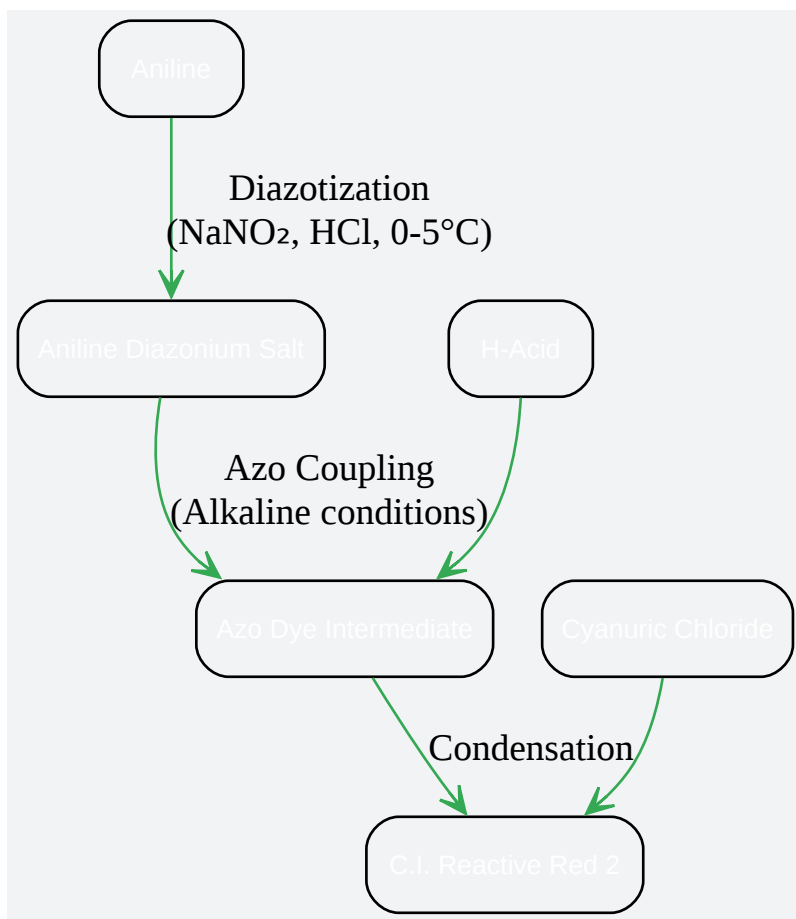 Aniline
Diazotization
(NaNO₂, HCl, 0-5°C)
Aniline Diazonium Salt
H-Acid
Azo Coupling
(Alkaline conditions)
Azo Dye Intermediate
Cyanuric Chloride
Condensation
C.I. Reactive Red 2